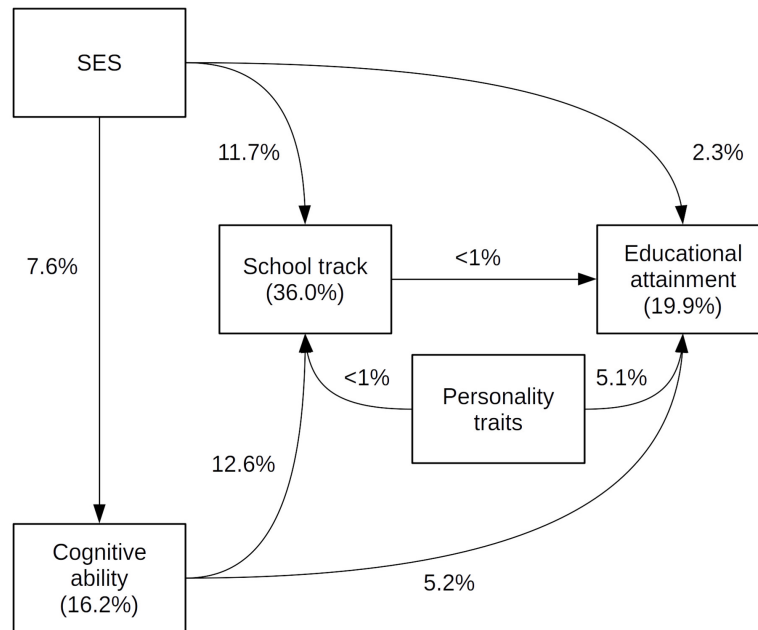 SES
11.7%
2.3%
7.6%
School track
(36.0%)
<1%
Educational
attainment
(19.9%)
<1%
Personality
traits
5.1%
12.6%
Cognitive
ability
(16.2%)
5.2%